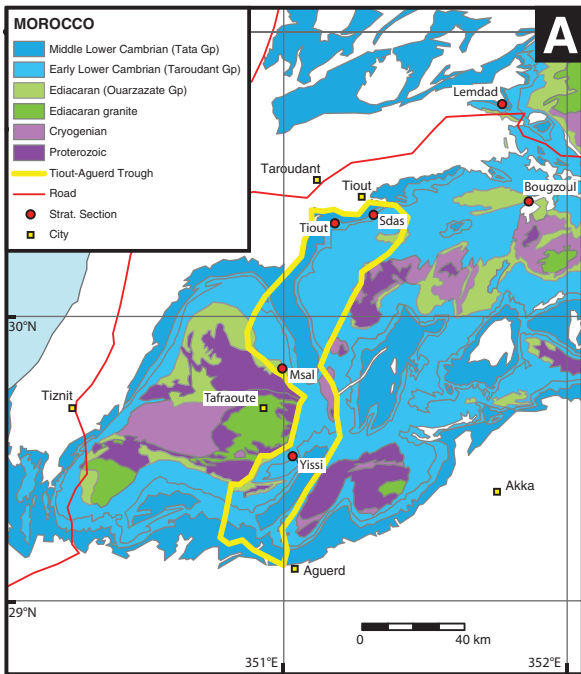 MOROCCO
A
Middle Lower Cambrian (Tata Gp)
Early Lower Cambrian (Taroudant Gp)
Ediacaran (Ouarzazate Gp)
Ediacaran granite
Cryogenian
Proterozoic
Tiout-Aguerd Trough
Road
Strat. Section
City
Lemdad
Taroudant
Tiout
Bougzoul
Tiout
Sdas
30°N
Msal
Tiznit
Tafraoute
Yissi
Akka
Aguerd
29°N
0 40 km
351°E
352°E